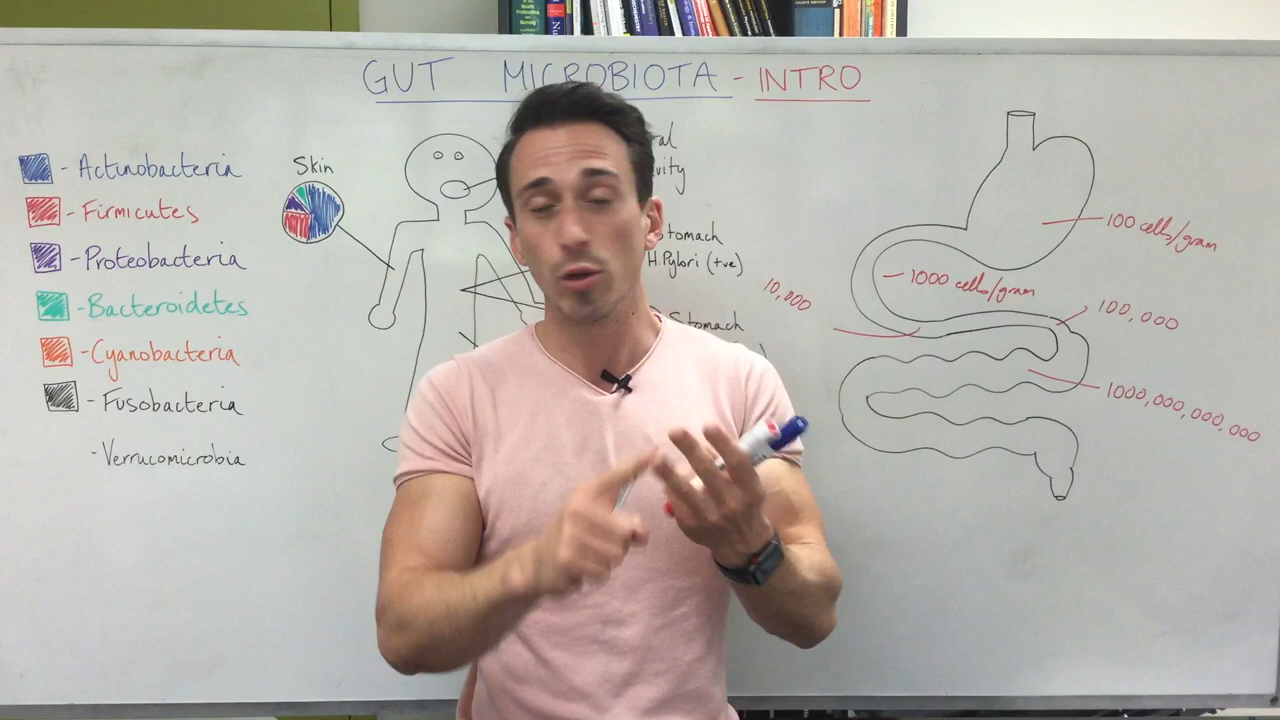 GUT MICROBIOTA - INTRO
- Actinobacteria
- Firmicutes
- Proteobacteria
- Bacteroidetes
- Cyanobacteria
- Fusobacteria
- Verrucomicrobia
Skin
ral
vity
Stomach
H.Pylori (+ve)
Stomach
100 cells/gram
1000 cells/gram
10,000
100,000
1000,000,000,000